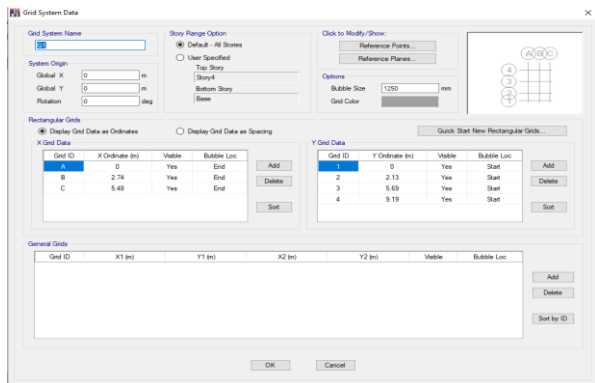 Grid System Data
Grid System Name
G1
System Origin
Global X 0 m
Global Y 0 m
Rotation 0 deg
Story Range Option
Default - All Stories
User Specified
Top Story
Story4
Bottom Story
Base
Click to Modify/Show:
Reference Points...
Reference Planes...
Options
Bubble Size 1250 mm
Grid Color
A B C
4
3
2
1
Rectangular Grids
Display Grid Data as Ordinates Display Grid Data as Spacing Quick Start New Rectangular Grids...
X Grid Data
Grid ID X Ordinate (m) Visible Bubble Loc
A 0 Yes End
B 2.74 Yes End
C 5.48 Yes End
Add
Delete
Sort
Y Grid Data
Grid ID Y Ordinate (m) Visible Bubble Loc
1 0 Yes Start
2 2.13 Yes Start
3 5.69 Yes Start
4 9.19 Yes Start
Add
Delete
Sort
General Grids
Grid ID X1 (m) Y1 (m) X2 (m) Y2 (m) Visible Bubble Loc
Add
Delete
Sort by ID
OK Cancel